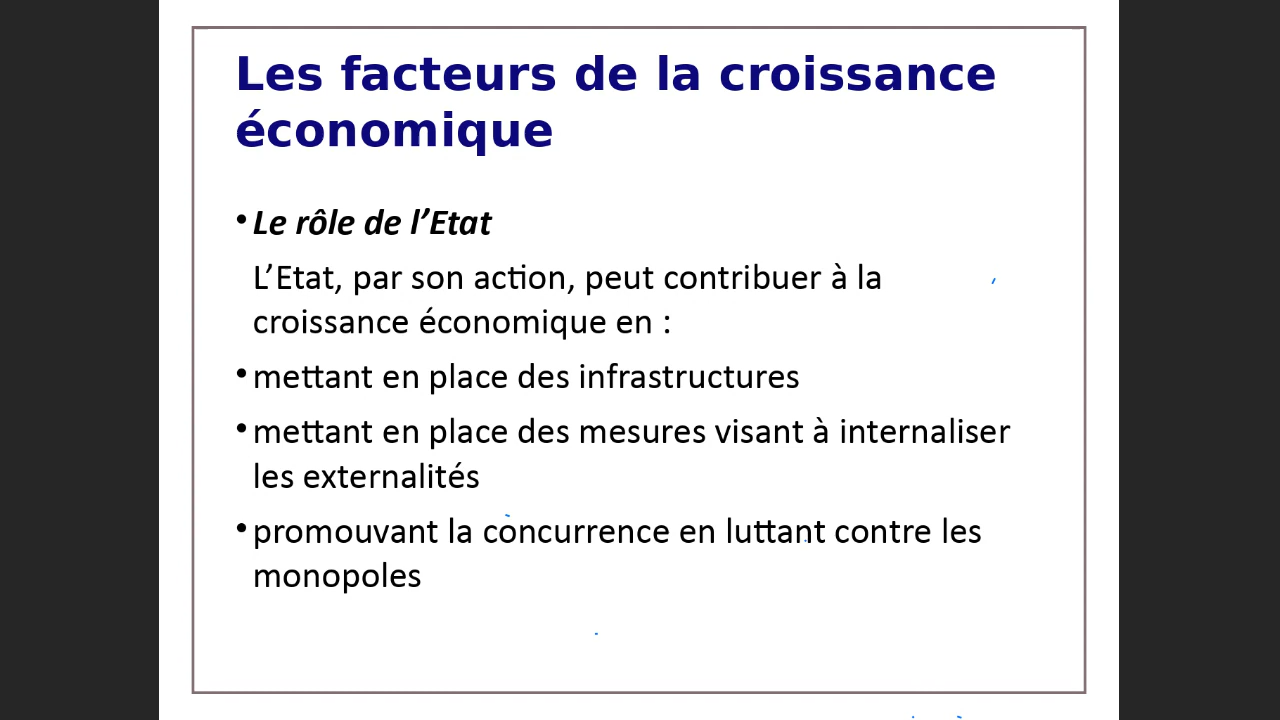 Les facteurs de la croissance
économique
• Le rôle de l’Etat
L’Etat, par son action, peut contribuer à la
croissance économique en :
• mettant en place des infrastructures
• mettant en place des mesures visant à internaliser
les externalités
• promouvant la concurrence en luttant contre les
monopoles